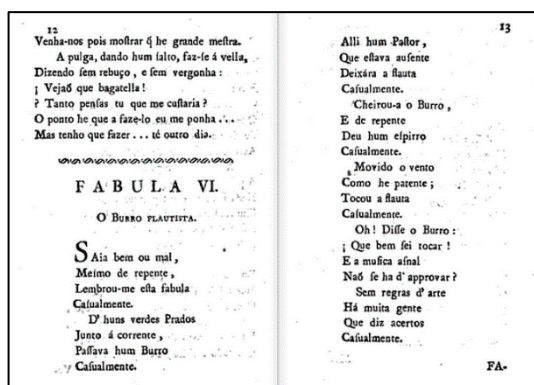 12
Venha-nos pois moſtrar q̃ he grande meſtra.
A pulga, dando hum ſalto, faz-ſe á vella,
Dizendo ſem rebuço, e ſem vergonha:
¡ Vejaõ que bagatella!
? Tanto penſas tu que me cuſtaria?
O ponto he que a faze-lo eu me ponha...
Mas tenho que fazer... té outro dia.
FABULA VI.
O BURRO FLAUTISTA.
SAia bem ou mal,
Meſmo de repente,
Lembrou-me eſta fabula
Caſualmente.
D'huns verdes Prados
Junto á corrente,
Paſſava hum Burro
Caſualmente.
13
Alli hum Paſtor,
Que eſtava auſente
Deixára a flauta
Caſualmente.
Cheirou-a o Burro,
E de repente
Deu hum eſpirro
Caſualmente.
Movido o vento
Como he patente;
Tocou a flauta
Caſualmente.
Oh! Diſſe o Burro:
¡ Que bem ſei tocar!
E a muſica aſnal
Naõ ſe ha d'approvar?
Sem regras d'arte
Há muita gente
Que diz acertos
Caſualmente.
FA-